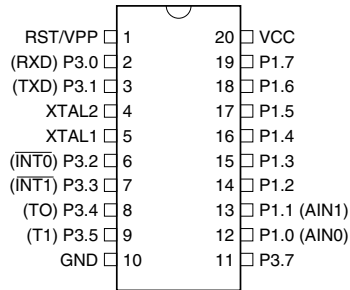 RST/VPP 1 20 VCC
(RXD) P3.0 2 19 P1.7
(TXD) P3.1 3 18 P1.6
XTAL2 4 17 P1.5
XTAL1 5 16 P1.4
(I̅N̅T̅0̅) P3.2 6 15 P1.3
(I̅N̅T̅1̅) P3.3 7 14 P1.2
(TO) P3.4 8 13 P1.1 (AIN1)
(T1) P3.5 9 12 P1.0 (AIN0)
GND 10 11 P3.7